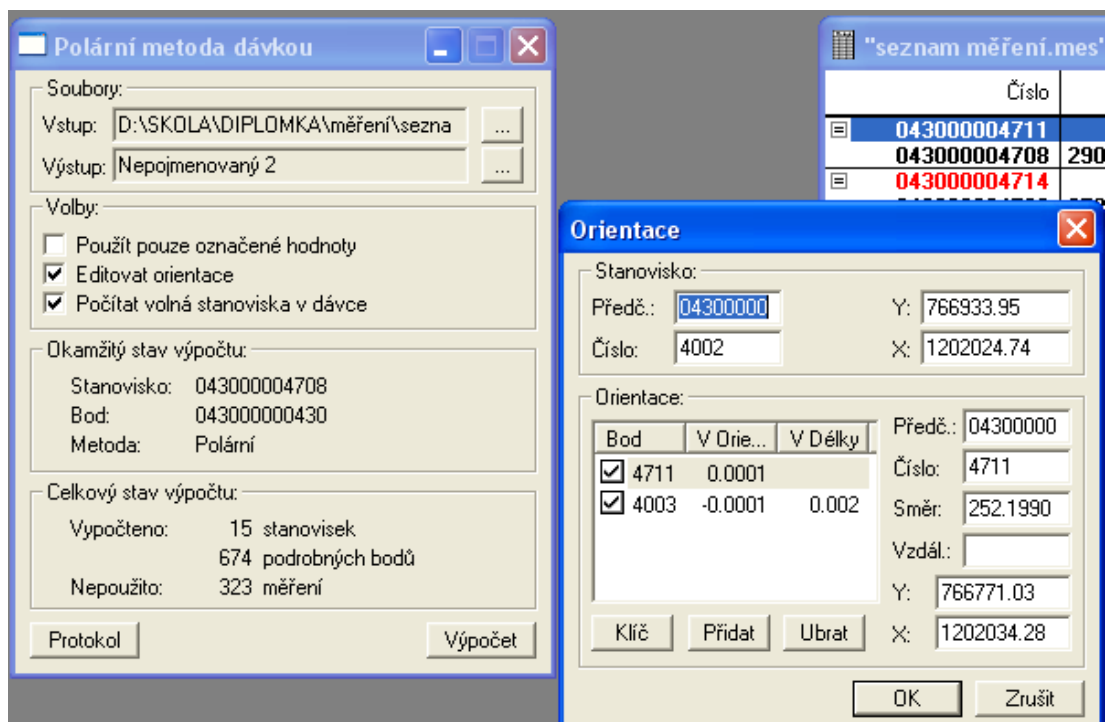 Polární metoda dávkou
Soubory:
Vstup: D:\SKOLA\DIPLOMKA\měření\sezna ...
Výstup: Nepojmenovaný 2 ...
Volby:
Použít pouze označené hodnoty
Editovat orientace
Počítat volná stanoviska v dávce
Okamžitý stav výpočtu:
Stanovisko: 043000004708
Bod: 043000000430
Metoda: Polární
Celkový stav výpočtu:
Vypočteno: 15 stanovisek
674 podrobných bodů
Nepoužito: 323 měření
Protokol Výpočet
"seznam měření.mes"
Číslo
043000004711
043000004708 290
043000004714
Orientace
Stanovisko:
Předč.: 04300000 Y: 766933.95
Číslo: 4002 X: 1202024.74
Orientace:
Bod V Orie... V Délky
4711 0.0001
4003 -0.0001 0.002
Předč.: 04300000
Číslo: 4711
Směr: 252.1990
Vzdál.:
Y: 766771.03
X: 1202034.28
Klíč Přidat Ubrat
OK Zrušit